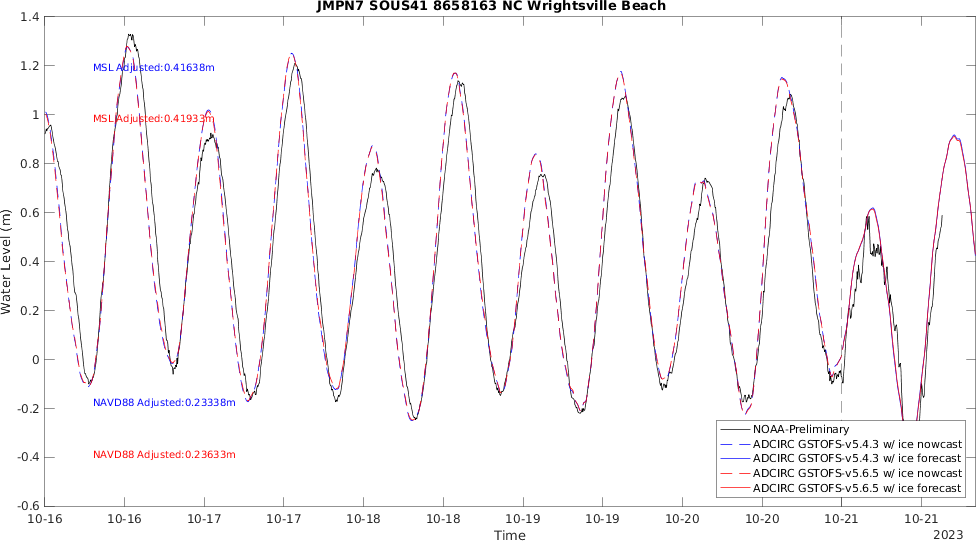 JMPN7 SOUS41 8658163 NC Wrightsville Beach
1.4
1.2
1
0.8
0.6
0.4
0.2
0
-0.2
-0.4
-0.6
Water Level (m)
MSL Adjusted:0.41638m
MSL Adjusted:0.41933m
NAVD88 Adjusted:0.23338m
NAVD88 Adjusted:0.23633m
NOAA-Preliminary
ADCIRC GSTOFS-v5.4.3 w/ ice nowcast
ADCIRC GSTOFS-v5.4.3 w/ ice forecast
ADCIRC GSTOFS-v5.6.5 w/ ice nowcast
ADCIRC GSTOFS-v5.6.5 w/ ice forecast
10-16 10-16 10-17 10-17 10-18 10-18 10-19 10-19 10-20 10-20 10-21 10-21
Time
2023